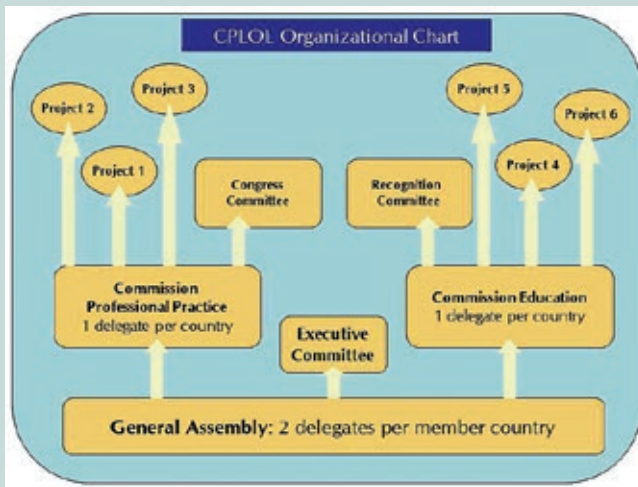 CPLOL Organizational Chart
Project 2
Project 3
Project 5
Project 6
Project 1
Project 4
Congress
Committee
Recognition
Committee
Commission
Professional Practice
1 delegate per country
Commission Education
1 delegate per country
Executive
Committee
General Assembly: 2 delegates per member country